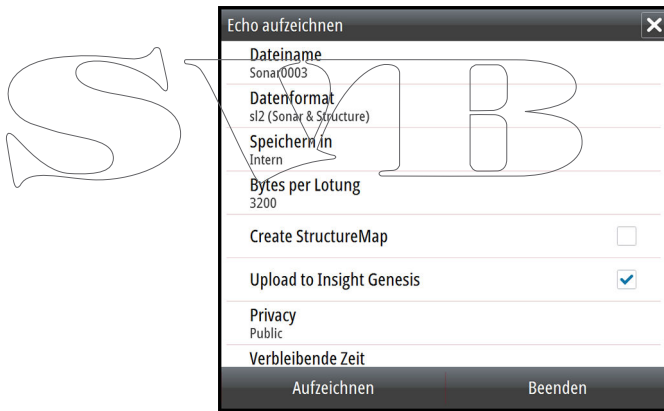 Echo aufzeichnen
SVB
Dateiname
Sonar0003
Datenformat
sl2 (Sonar & Structure)
Speichern in
Intern
Bytes per Lotung
3200
Create StructureMap
Upload to Insight Genesis
Privacy
Public
Verbleibende Zeit
Aufzeichnen Beenden